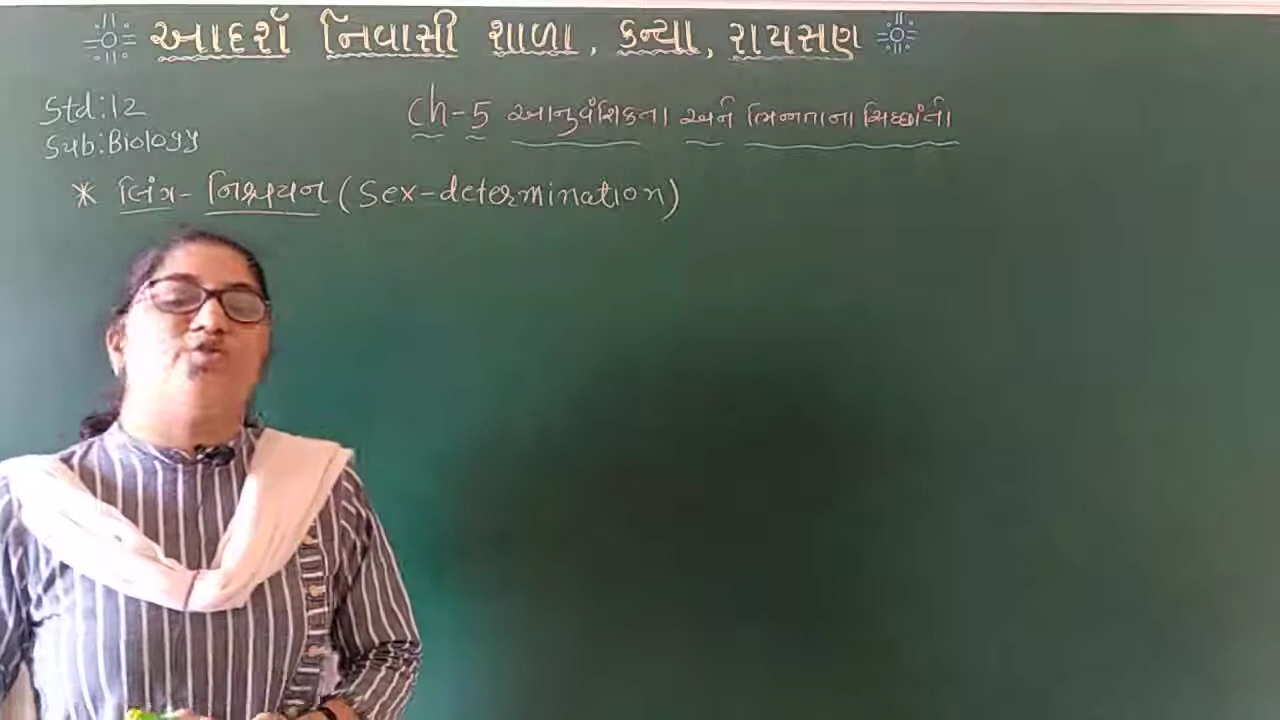 આદર્શ નિવાસી શાળા, કન્યા, રાયસણ
Std:12
Sub:Biology
ch-5 આનુવંશિકતા અને ભિન્નતાના સિદ્ધાંતો
* લિંગ-નિશ્ચયન (Sex-determination)